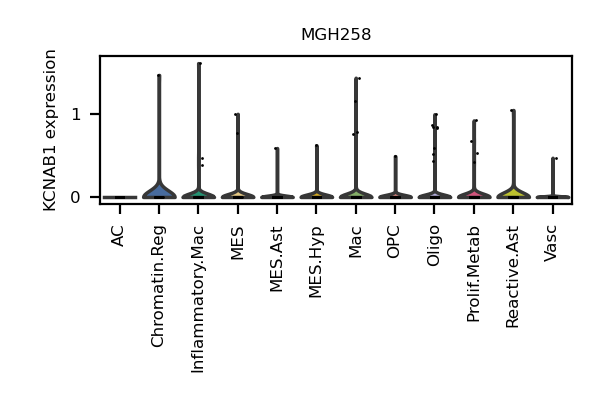 MGH258
KCNAB1 expression
1
0
AC
Chromatin.Reg
Inflammatory.Mac
MES
MES.Ast
MES.Hyp
Mac
OPC
Oligo
Prolif.Metab
Reactive.Ast
Vasc